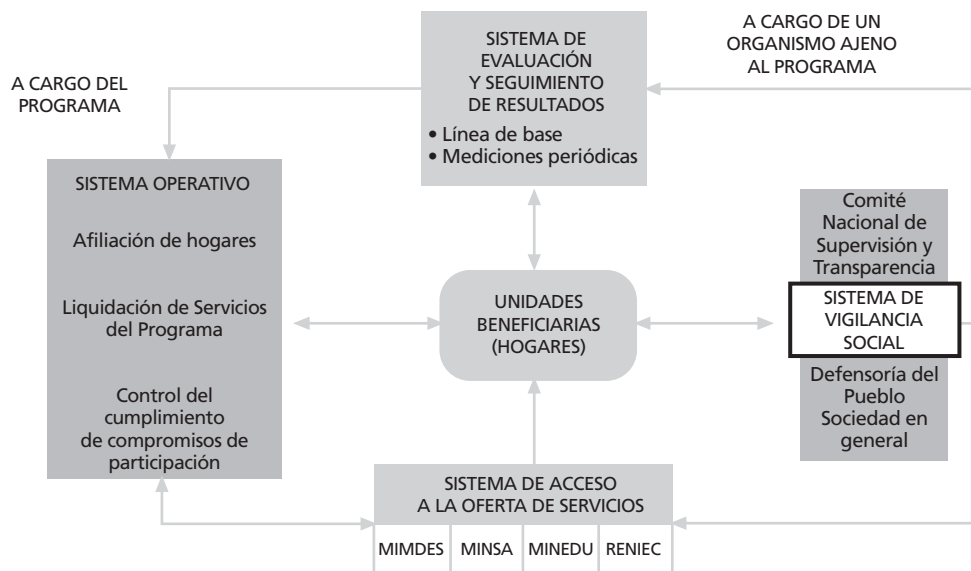 A CARGO DEL
PROGRAMA
SISTEMA DE
EVALUACIÓN
Y SEGUIMIENTO
DE RESULTADOS
• Línea de base
• Mediciones periódicas
A CARGO DE UN
ORGANISMO AJENO
AL PROGRAMA
SISTEMA OPERATIVO
Afiliación de hogares
Liquidación de Servicios
del Programa
Control del
cumplimiento
de compromisos de
participación
UNIDADES
BENEFICIARIAS
(HOGARES)
Comité
Nacional de
Supervisión y
Transparencia
SISTEMA DE
VIGILANCIA
SOCIAL
Defensoría del
Pueblo
Sociedad en
general
SISTEMA DE ACCESO
A LA OFERTA DE SERVICIOS
MIMDES MINSA MINEDU RENIEC